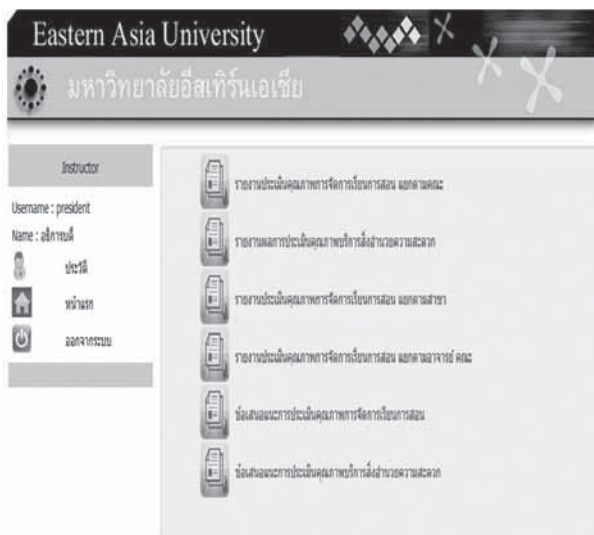 Eastern Asia University
มหาวิทยาลัยอีสเทิร์นเอเชีย
Instructor
Username : president
Name : อธิการบดี
ประวัติ
หน้าแรก
ออกจากระบบ
รายงานประเมินคุณภาพการจัดการเรียนการสอน แยกตามคณะ
รายงานผลการประเมินคุณภาพบริการสิ่งอำนวยความสะดวก
รายงานประเมินคุณภาพการจัดการเรียนการสอน แยกตามสาขา
รายงานประเมินคุณภาพการจัดการเรียนการสอน แยกตามอาจารย์ คณะ
ข้อเสนอแนะการประเมินคุณภาพการจัดการเรียนการสอน
ข้อเสนอแนะการประเมินคุณภาพบริการสิ่งอำนวยความสะดวก